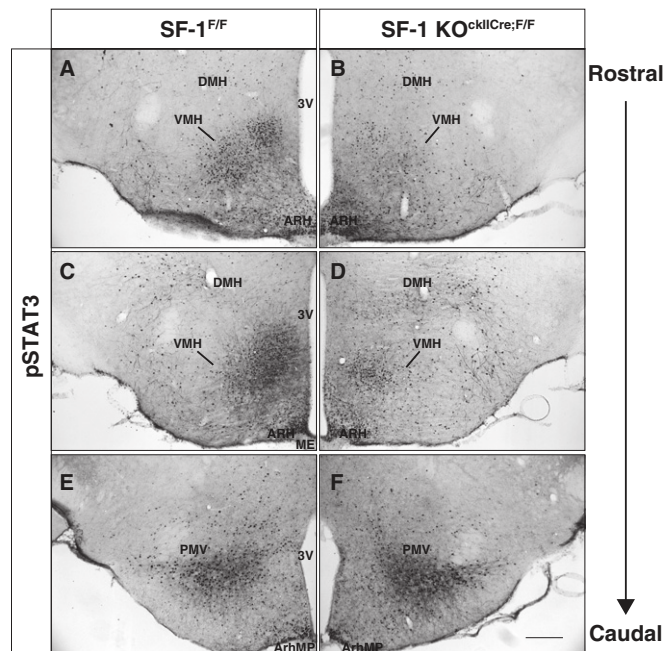 SF-1F/F
SF-1 KOckIICre;F/F
pSTAT3
Rostral
Caudal
A
DMH
3V
VMH
ARH
B
DMH
VMH
ARH
C
DMH
3V
VMH
ARH
ME
D
DMH
VMH
ARH
E
PMV
3V
ArhMP
F
PMV
ArhMP